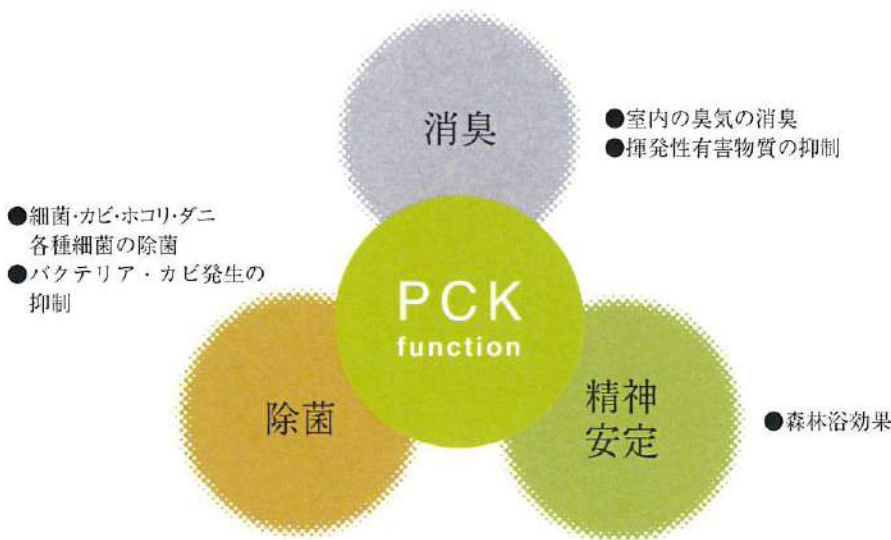 消臭
●室内の臭気の消臭
●揮発性有害物質の抑制
●細菌・カビ・ホコリ・ダニ
各種細菌の除菌
●バクテリア・カビ発生の
抑制
PCK
function
除菌
精神
安定
●森林浴効果